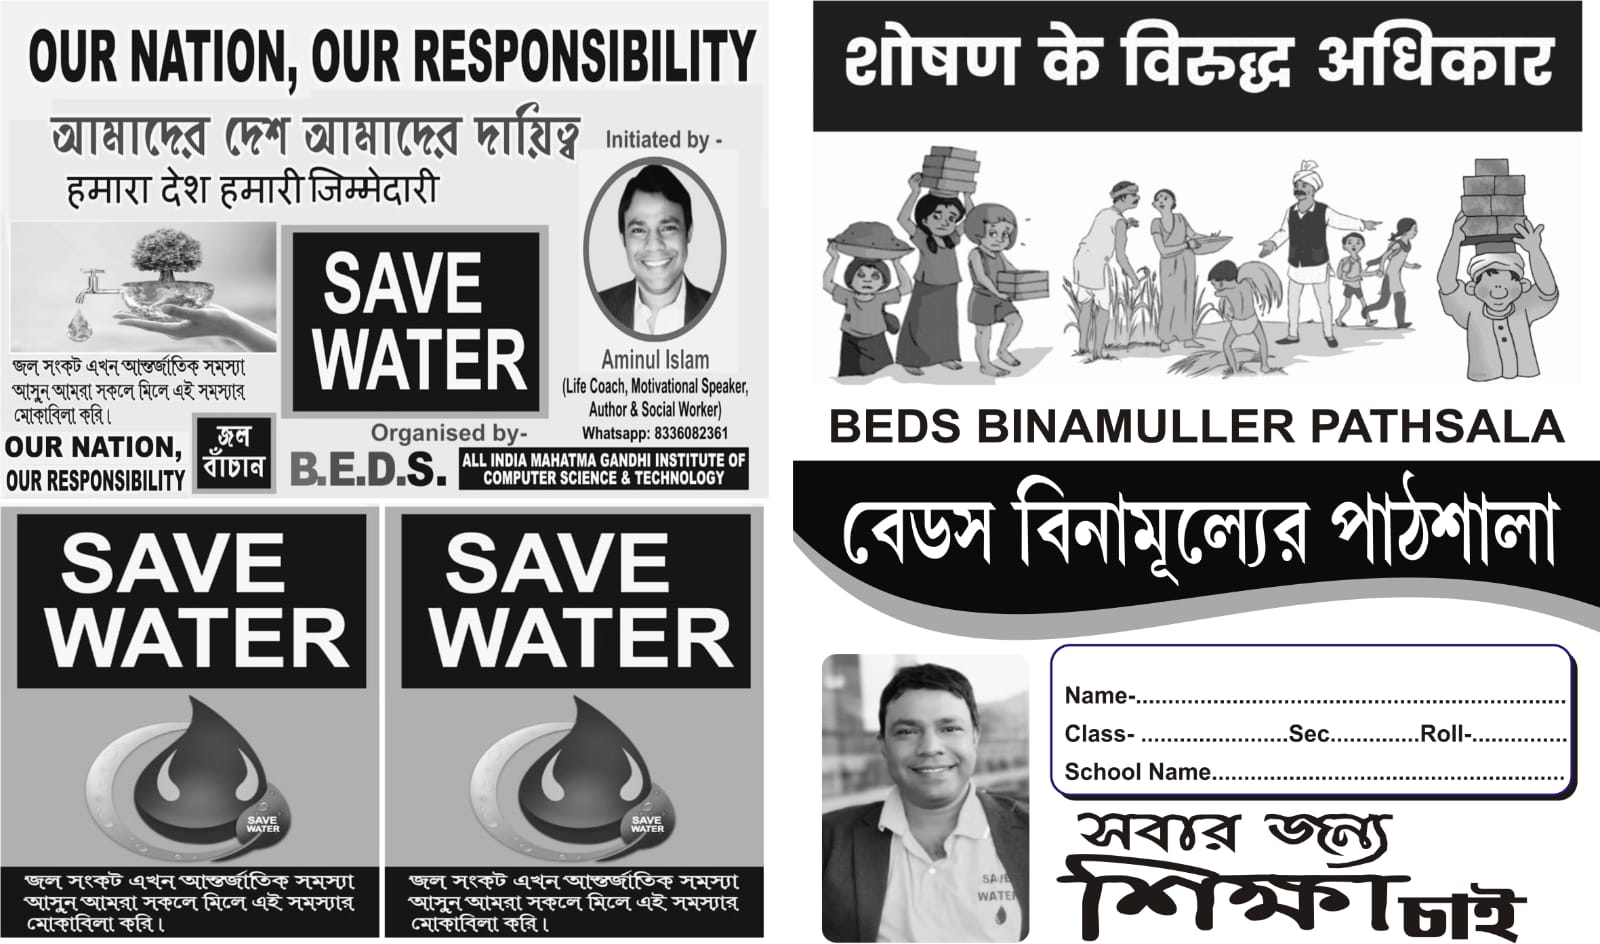 OUR NATION, OUR RESPONSIBILITY
আমাদের দেশ আমাদের দায়িত্ব
हमारा देश हमारी जिम्मेदारी
Initiated by -
SAVE
WATER
Aminul Islam
(Life Coach, Motivational Speaker,
Author & Social Worker)
Whatsapp: 8336082361
জল সংকট এখন আন্তর্জাতিক সমস্যা
আসুন আমরা সকলে মিলে এই সমস্যার
মোকাবিলা করি।
OUR NATION,
OUR RESPONSIBILITY
জল
বাঁচান
Organised by-
B.E.D.S.
ALL INDIA MAHATMA GANDHI INSTITUTE OF
COMPUTER SCIENCE & TECHNOLOGY
SAVE
WATER
SAVE
WATER
জল সংকট এখন আন্তর্জাতিক সমস্যা
আসুন আমরা সকলে মিলে এই সমস্যার
মোকাবিলা করি।
SAVE
WATER
SAVE
WATER
জল সংকট এখন আন্তর্জাতিক সমস্যা
আসুন আমরা সকলে মিলে এই সমস্যার
মোকাবিলা করি।
शोषण के विरुद्ध अधिकार
BEDS BINAMULLER PATHSALA
বেডস বিনামূল্যের পাঠশালা
Name-
Class- Sec Roll-
School Name
SAVE
WATER
সবার জন্য
শিক্ষা চাই